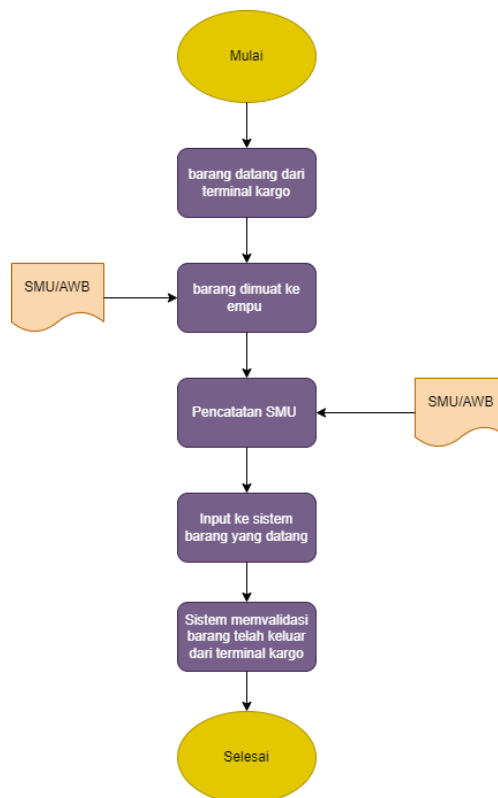 Mulai
barang datang dari
terminal kargo
SMU/AWB
barang dimuat ke
empu
Pencatatan SMU
SMU/AWB
Input ke sistem
barang yang datang
Sistem memvalidasi
barang telah keluar
dari terminal kargo
Selesai